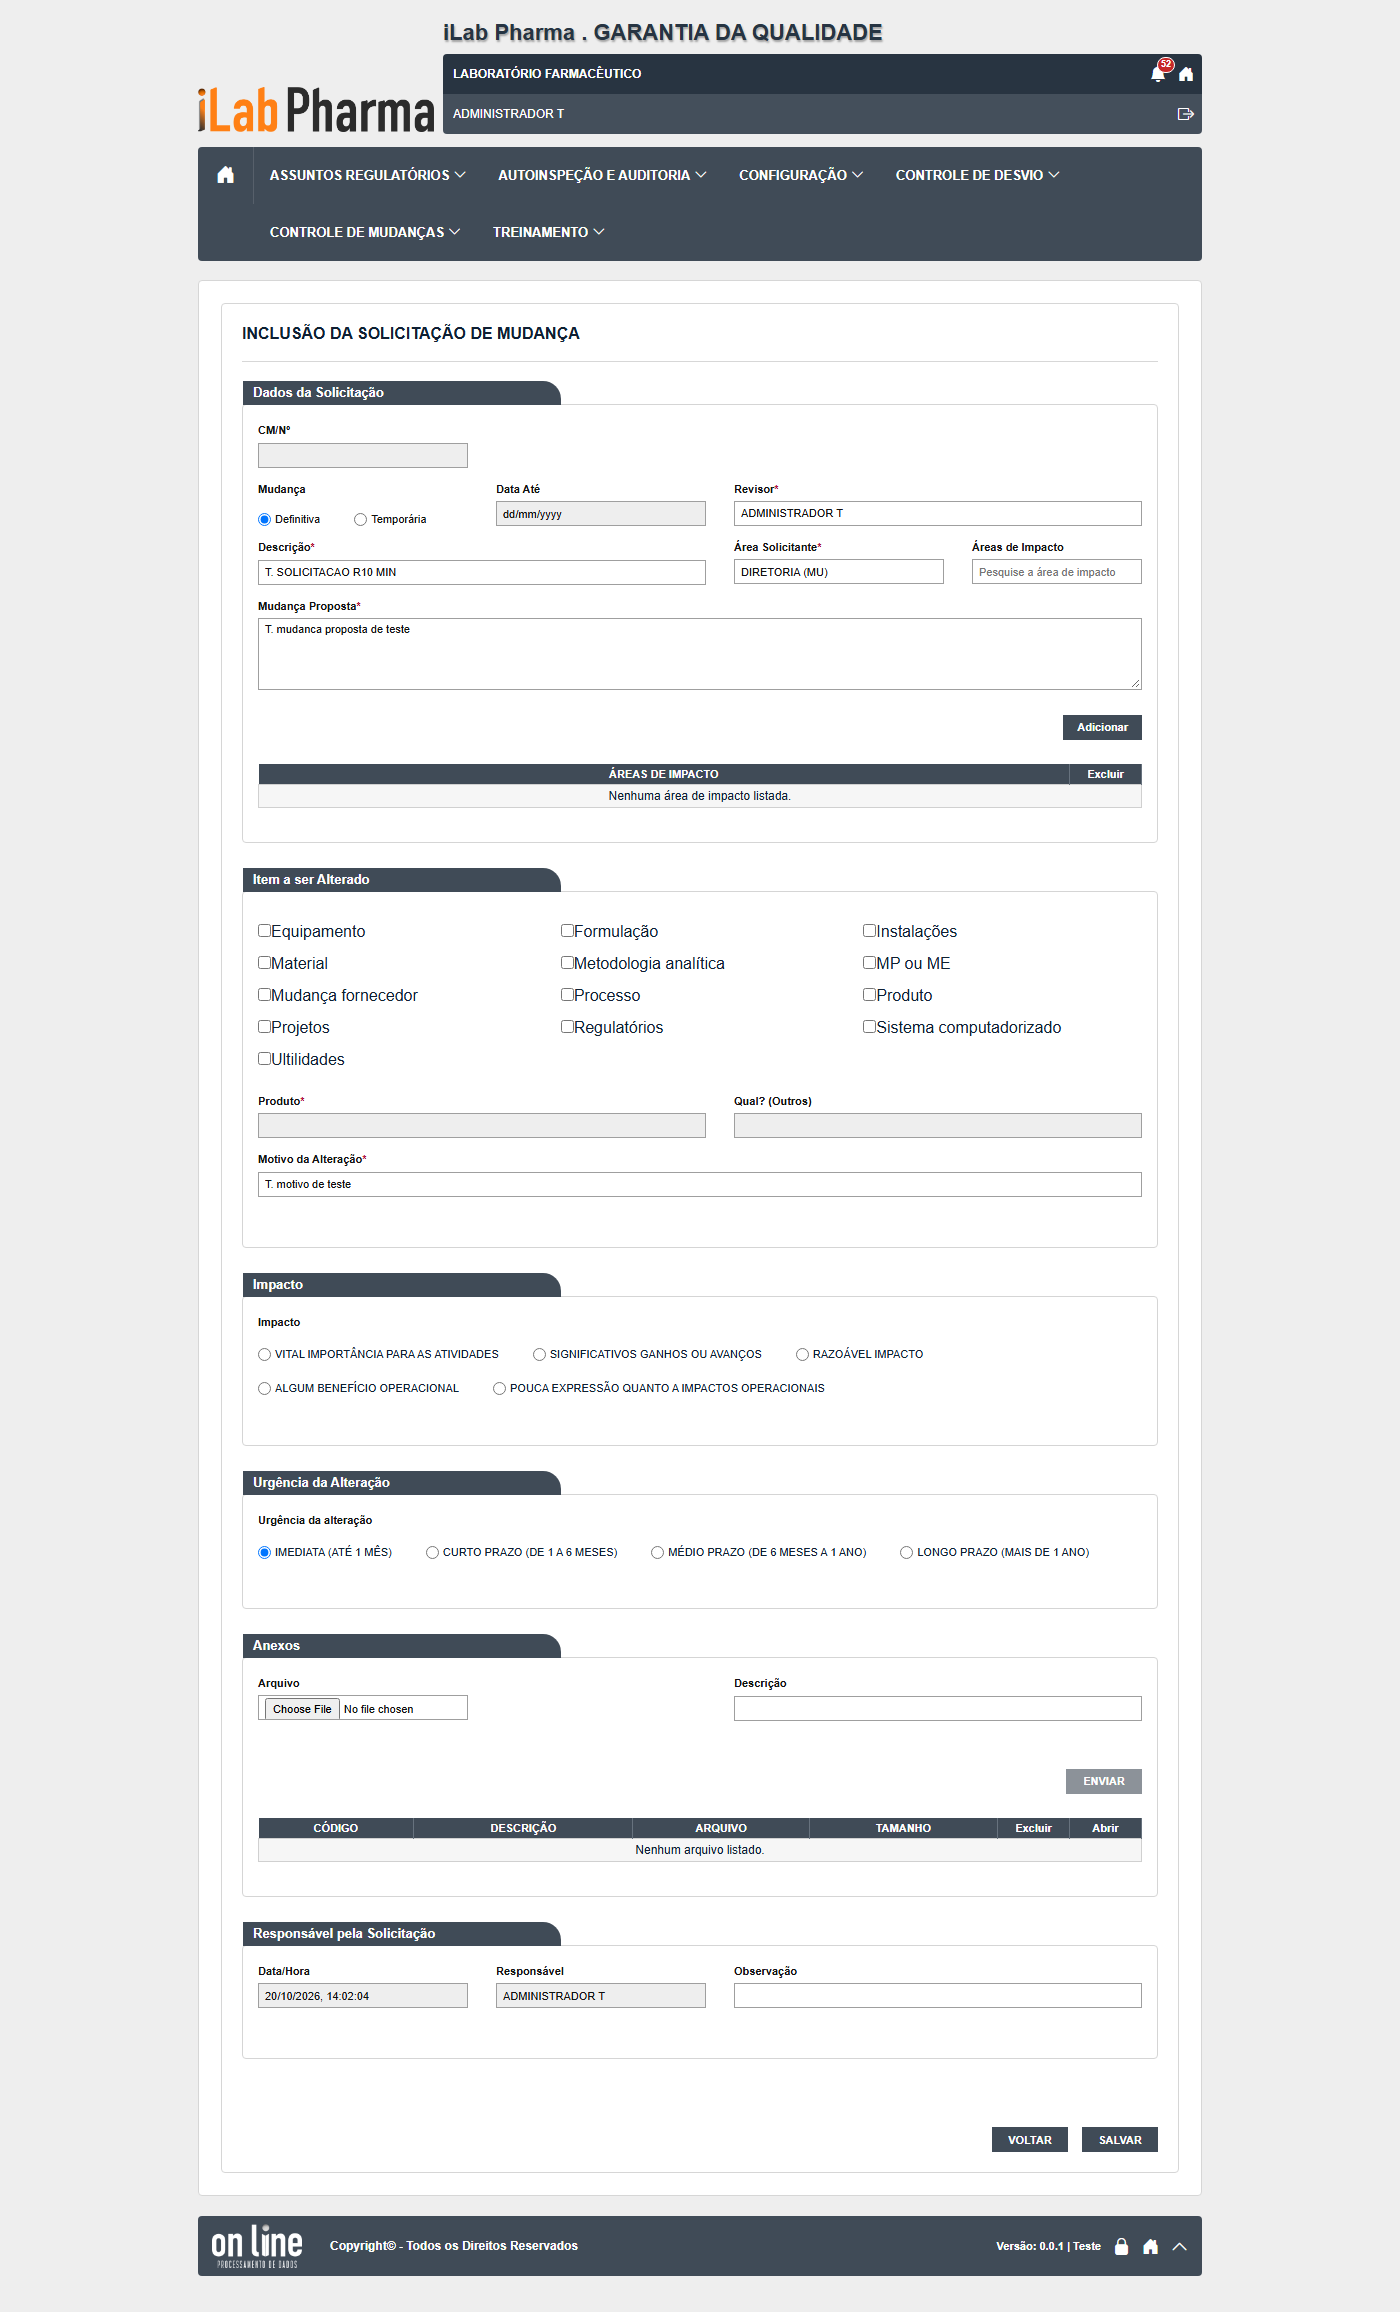 iLab Pharma . GARANTIA DA QUALIDADE
iLab Pharma
LABORATÓRIO FARMACÊUTICO
52
ADMINISTRADOR T
ASSUNTOS REGULATÓRIOS
AUTOINSPEÇÃO E AUDITORIA
CONFIGURAÇÃO
CONTROLE DE DESVIO
CONTROLE DE MUDANÇAS
TREINAMENTO
INCLUSÃO DA SOLICITAÇÃO DE MUDANÇA
Dados da Solicitação
CM/Nº
Mudança
Data Até
Revisor*
Definitiva
Temporária
dd/mm/yyyy
ADMINISTRADOR T
Descrição*
Área Solicitante*
Áreas de Impacto
T. SOLICITACAO R10 MIN
DIRETORIA (MU)
Pesquise a área de impacto
Mudança Proposta*
T. mudanca proposta de teste
Adicionar
ÁREAS DE IMPACTO
Excluir
Nenhuma área de impacto listada.
Item a ser Alterado
Equipamento
Formulação
Instalações
Material
Metodologia analítica
MP ou ME
Mudança fornecedor
Processo
Produto
Projetos
Regulatórios
Sistema computadorizado
Ultilidades
Produto*
Qual? (Outros)
Motivo da Alteração*
T. motivo de teste
Impacto
Impacto
VITAL IMPORTÂNCIA PARA AS ATIVIDADES
SIGNIFICATIVOS GANHOS OU AVANÇOS
RAZOÁVEL IMPACTO
ALGUM BENEFÍCIO OPERACIONAL
POUCA EXPRESSÃO QUANTO A IMPACTOS OPERACIONAIS
Urgência da Alteração
Urgência da alteração
IMEDIATA (ATÉ 1 MÊS)
CURTO PRAZO (DE 1 A 6 MESES)
MÉDIO PRAZO (DE 6 MESES A 1 ANO)
LONGO PRAZO (MAIS DE 1 ANO)
Anexos
Arquivo
Descrição
Choose File No file chosen
ENVIAR
CÓDIGO
DESCRIÇÃO
ARQUIVO
TAMANHO
Excluir
Abrir
Nenhum arquivo listado.
Responsável pela Solicitação
Data/Hora
Responsável
Observação
20/10/2026, 14:02:04
ADMINISTRADOR T
VOLTAR
SALVAR
on line
PROCESSAMENTO DE DADOS
Copyright© - Todos os Direitos Reservados
Versão: 0.0.1 | Teste